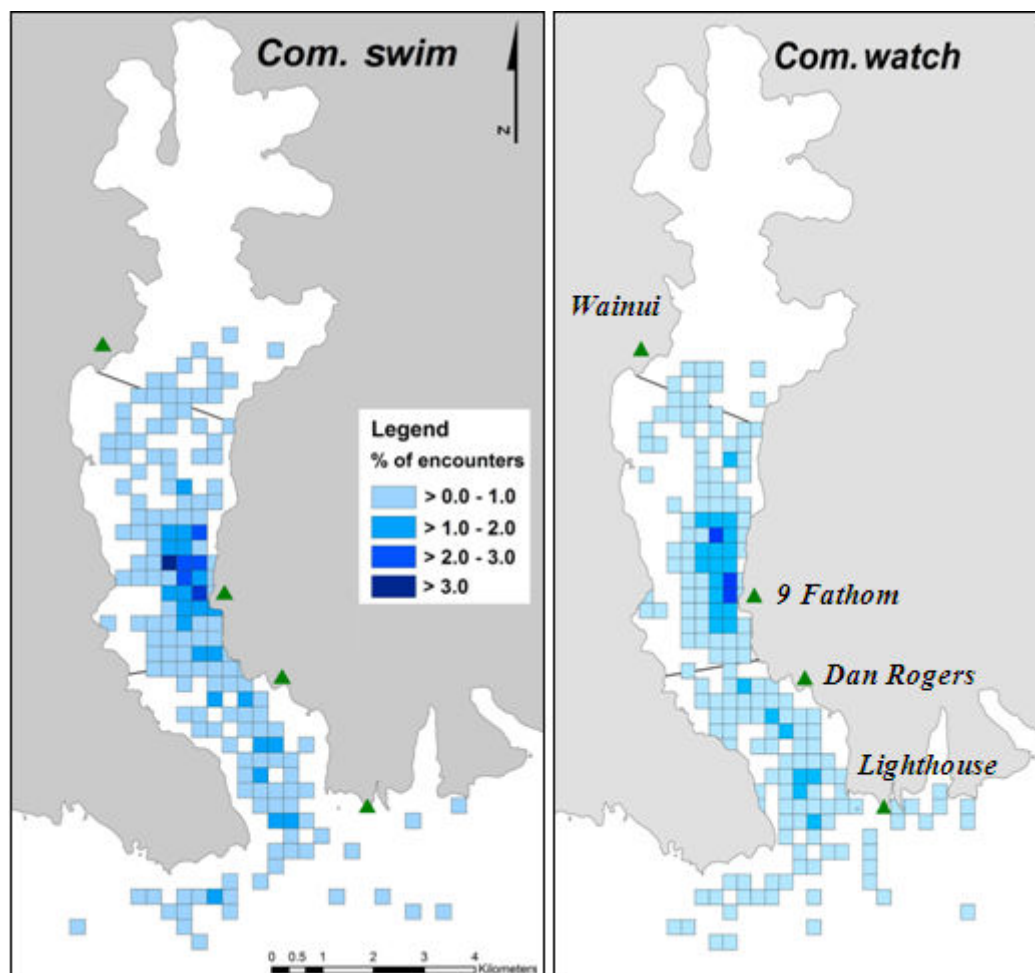 Com. swim
N
Legend
% of encounters
> 0.0 - 1.0
> 1.0 - 2.0
> 2.0 - 3.0
> 3.0
0 0.5 1 2 3 4
Kilometers
Com. watch
Wainui
9 Fathom
Dan Rogers
Lighthouse